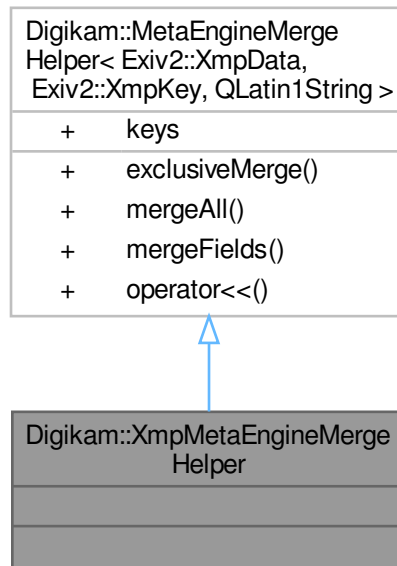 Digikam::MetaEngineMerge
Helper< Exiv2::XmpData,
Exiv2::XmpKey, QLatin1String >
+ keys
+ exclusiveMerge()
+ mergeAll()
+ mergeFields()
+ operator<<()
Digikam::XmpMetaEngineMerge
Helper